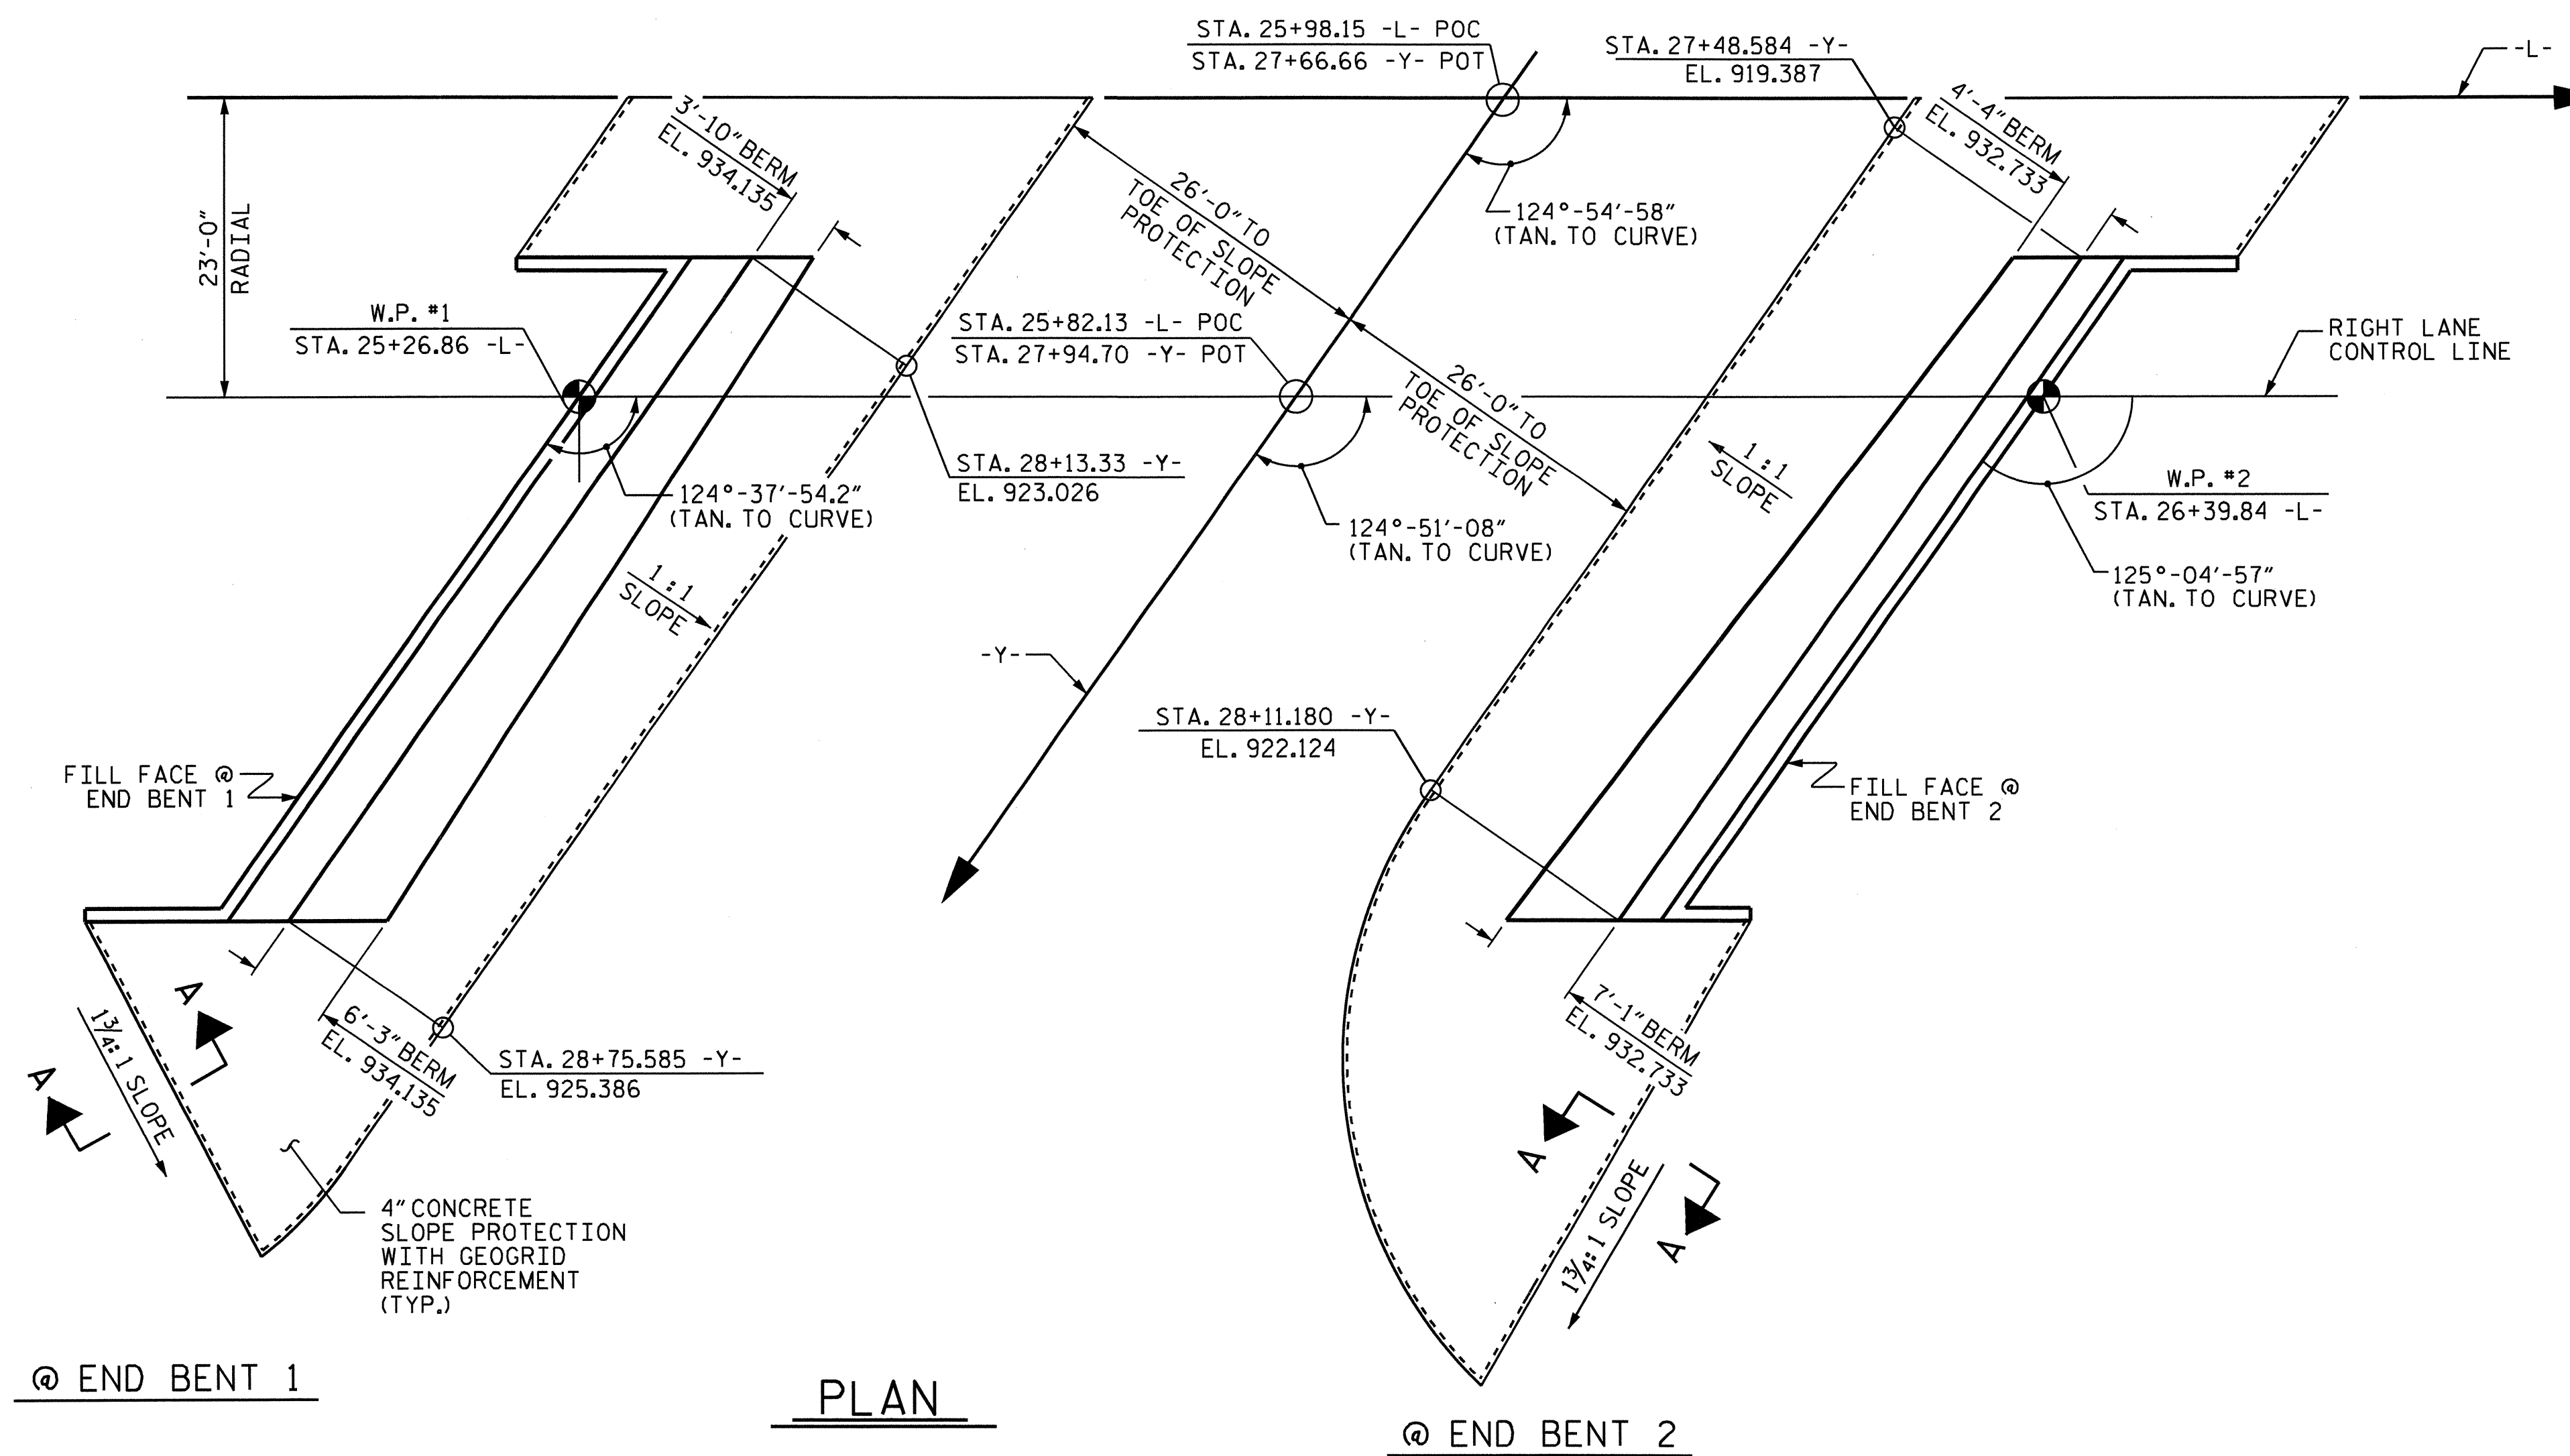 STA. 25+98.15 -L- POC
STA. 27+66.66 -Y- POT
STA. 27+48.584 -Y-
EL. 919.387
-L-
3'-10" BERM
EL. 934.135
4'-4" BERM
EL. 932.733
23'-0"
RADIAL
26'-0" TO
TOE OF SLOPE
PROTECTION
124°-54'-58"
(TAN. TO CURVE)
W.P. #1
STA. 25+26.86 -L-
STA. 25+82.13 -L- POC
STA. 27+94.70 -Y- POT
RIGHT LANE
CONTROL LINE
26'-0" TO
TOE OF SLOPE
PROTECTION
1 : 1
SLOPE
STA. 28+13.33 -Y-
EL. 923.026
124°-37'-54.2"
(TAN. TO CURVE)
W.P. #2
STA. 26+39.84 -L-
124°-51'-08"
(TAN. TO CURVE)
1 : 1
SLOPE
125°-04'-57"
(TAN. TO CURVE)
-Y-
STA. 28+11.180 -Y-
EL. 922.124
FILL FACE @
END BENT 1
FILL FACE @
END BENT 2
A
A
1 3/4: 1 SLOPE
6'-3" BERM
EL. 934.135
STA. 28+75.585 -Y-
EL. 925.386
7'-1" BERM
EL. 932.733
A
A
1 3/4: 1 SLOPE
4" CONCRETE
SLOPE PROTECTION
WITH GEOGRID
REINFORCEMENT
(TYP.)
@ END BENT 1
PLAN
@ END BENT 2